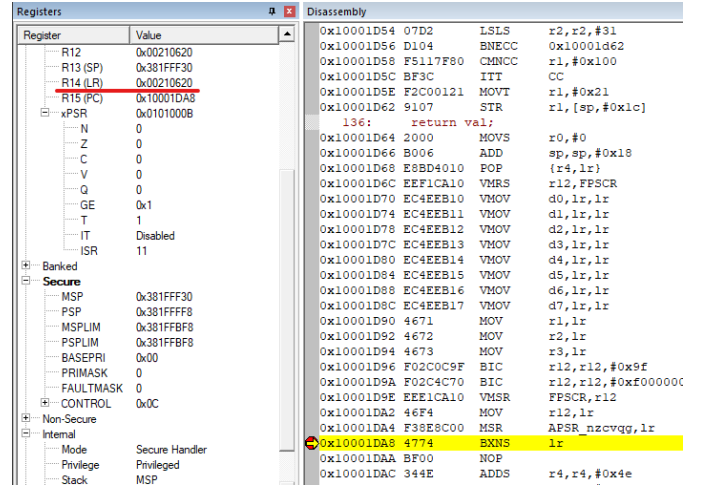 Registers
Register Value
R12 0x00210620
R13 (SP) 0x381FFF30
R14 (LR) 0x00210620
R15 (PC) 0x10001DA8
xPSR 0x0101000B
N 0
Z 0
C 0
V 0
Q 0
GE 0x1
T 1
IT Disabled
ISR 11
Banked
Secure
MSP 0x381FFF30
PSP 0x381FFFF8
MSPLIM 0x381FFBF8
PSPLIM 0x381FFBF8
BASEPRI 0x00
PRIMASK 0
FAULTMASK 0
CONTROL 0x0C
Non-Secure
Internal
Mode Secure Handler
Privilege Privileged
Stack MSP
Disassembly
0x10001D54 07D2 LSLS r2,r2,#31
0x10001D56 D104 BNECC 0x10001d62
0x10001D58 F5117F80 CMNCC r1,#0x100
0x10001D5C BF3C ITT CC
0x10001D5E F2C00121 MOVT r1,#0x21
0x10001D62 9107 STR r1,[sp,#0x1c]
136: return val;
0x10001D64 2000 MOVS r0,#0
0x10001D66 B006 ADD sp,sp,#0x18
0x10001D68 E8BD4010 POP {r4,lr}
0x10001D6C EEF1CA10 VMRS r12,FPSCR
0x10001D70 EC4EEB10 VMOV d0,lr,lr
0x10001D74 EC4EEB11 VMOV d1,lr,lr
0x10001D78 EC4EEB12 VMOV d2,lr,lr
0x10001D7C EC4EEB13 VMOV d3,lr,lr
0x10001D80 EC4EEB14 VMOV d4,lr,lr
0x10001D84 EC4EEB15 VMOV d5,lr,lr
0x10001D88 EC4EEB16 VMOV d6,lr,lr
0x10001D8C EC4EEB17 VMOV d7,lr,lr
0x10001D90 4671 MOV r1,lr
0x10001D92 4672 MOV r2,lr
0x10001D94 4673 MOV r3,lr
0x10001D96 F02C0C9F BIC r12,r12,#0x9f
0x10001D9A F02C4C70 BIC r12,r12,#0xf000000
0x10001D9E EEE1CA10 VMSR FPSCR,r12
0x10001DA2 46F4 MOV r12,lr
0x10001DA4 F38E8C00 MSR APSR_nzcvqg,lr
0x10001DA8 4774 BXNS lr
0x10001DAA BF00 NOP
0x10001DAC 344E ADDS r4,r4,#0x4e